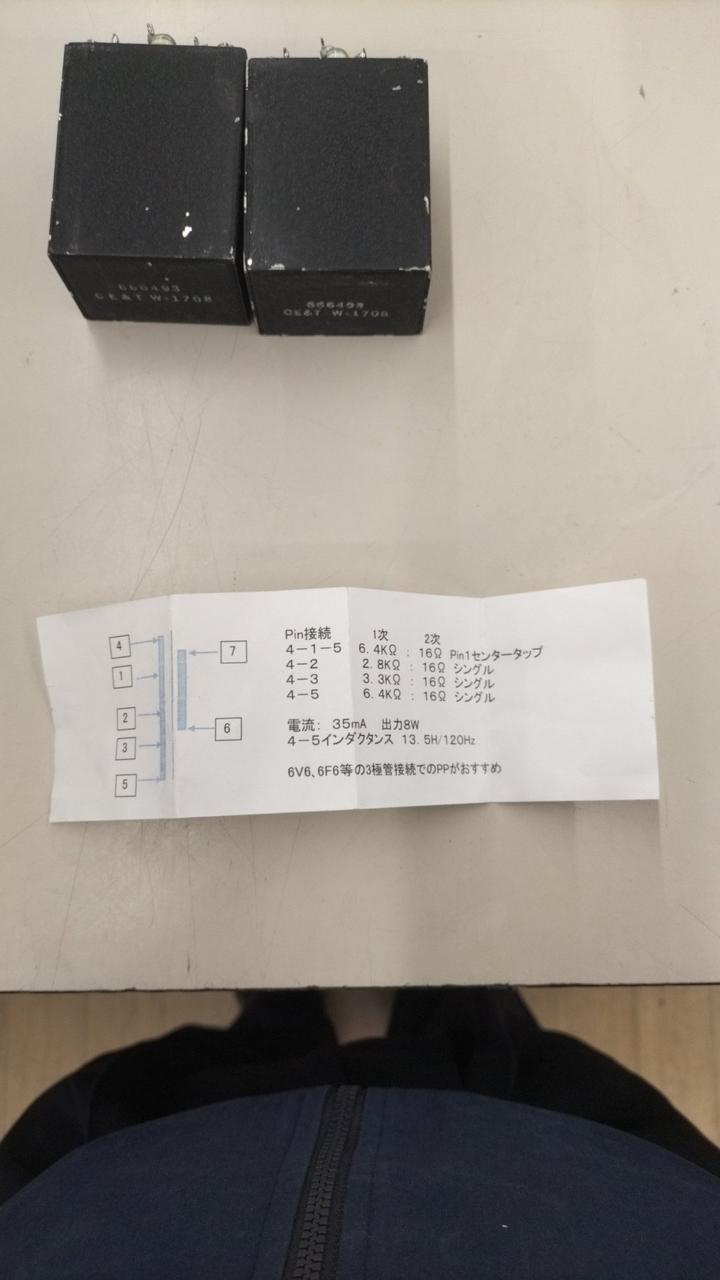 666493
CE&T W-1708
666493
CE&T W-1708
4
1
2
3
5
7
6
Pin接続 1次 2次
4-1-5 6.4KΩ : 16Ω Pin1センタータップ
4-2 2.8KΩ : 16Ω シングル
4-3 3.3KΩ : 16Ω シングル
4-5 6.4KΩ : 16Ω シングル
電流: 35mA 出力8W
4-5インダクタンス 13.5H/120Hz
6V6、6F6等の3極管接続でのPPがおすすめ